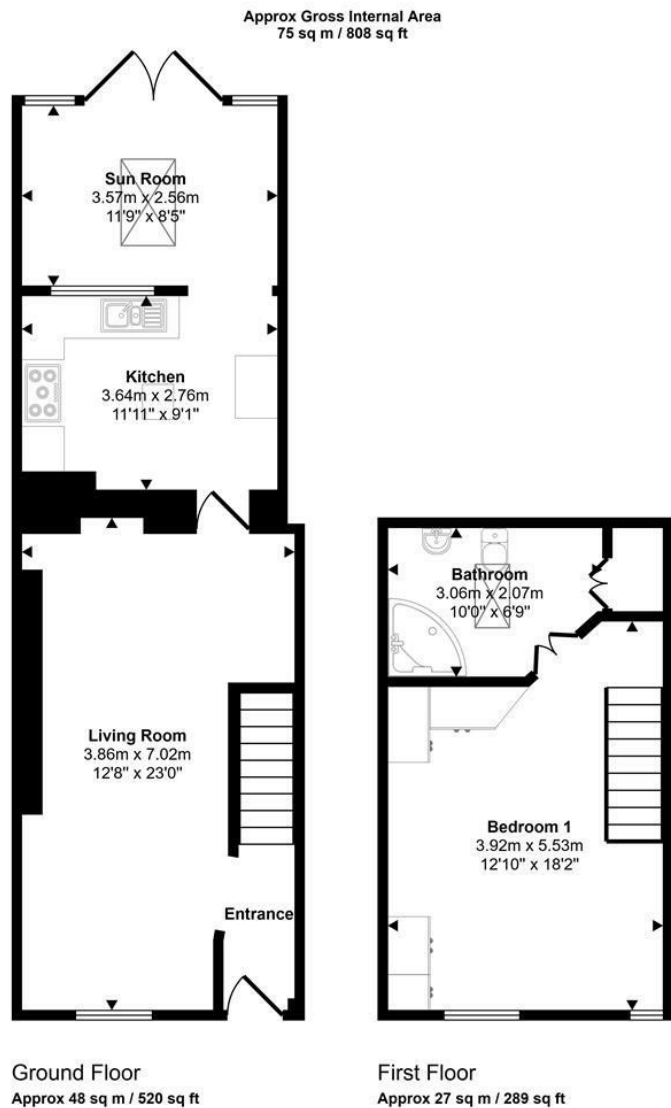 Approx Gross Internal Area
75 sq m / 808 sq ft
Sun Room
3.57m x 2.56m
11'9" x 8'5"
Kitchen
3.64m x 2.76m
11'11" x 9'1"
Living Room
3.86m x 7.02m
12'8" x 23'0"
Entrance
Ground Floor
Approx 48 sq m / 520 sq ft
Bathroom
3.06m x 2.07m
10'0" x 6'9"
Bedroom 1
3.92m x 5.53m
12'10" x 18'2"
First Floor
Approx 27 sq m / 289 sq ft